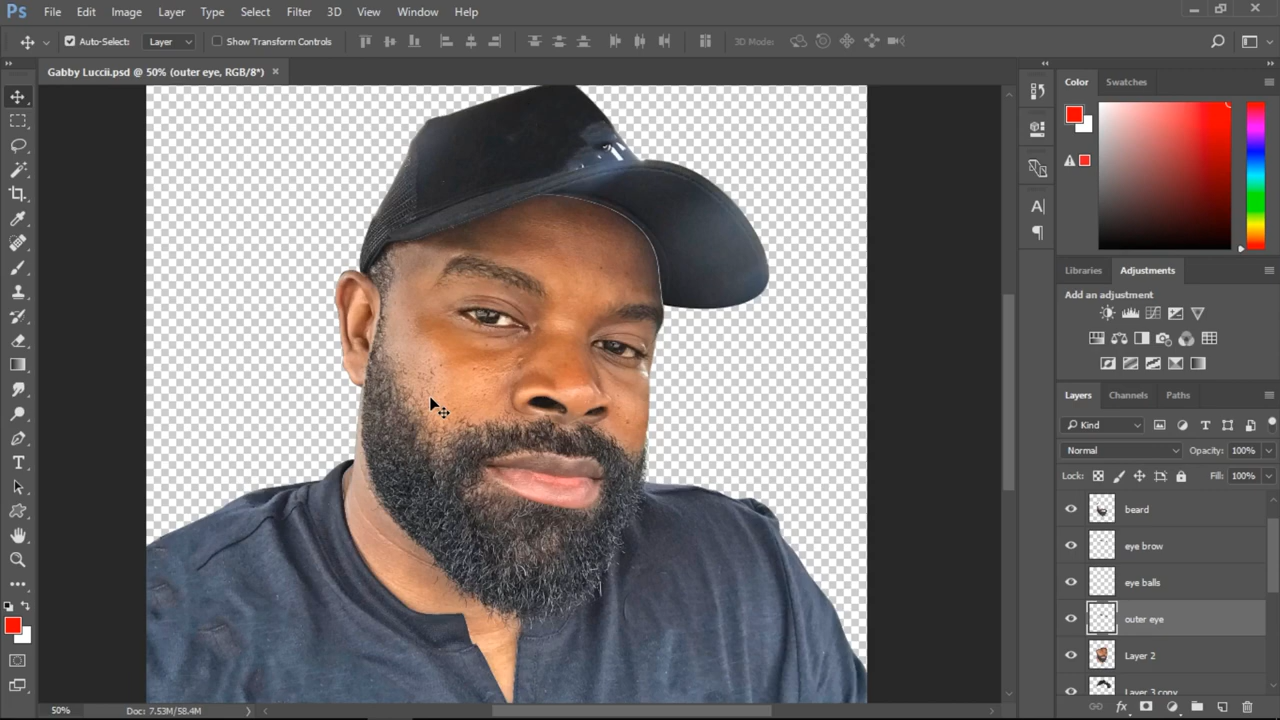 Ps File Edit Image Layer Type Select Filter 3D View Window Help
Auto-Select: Layer Show Transform Controls 3D Mode:
Gabby Luccii.psd @ 50% (outer eye, RGB/8*) ×
Color Swatches
Libraries Adjustments
Add an adjustment
Layers Channels Paths
Kind
Normal Opacity: 100%
Lock: Fill: 100%
beard
eye brow
eye balls
outer eye
Layer 2
Layer 3 copy
50% Doc: 7.53M/58.4M